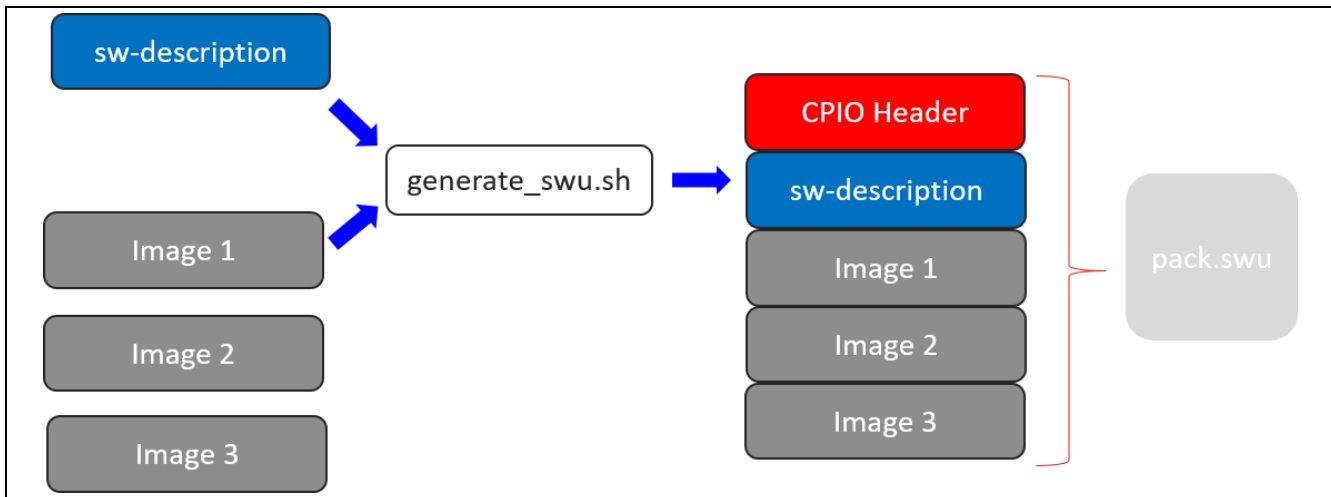 sw-description
Image 1
Image 2
Image 3
generate_swu.sh
CPIO Header
sw-description
Image 1
Image 2
Image 3
pack.swu